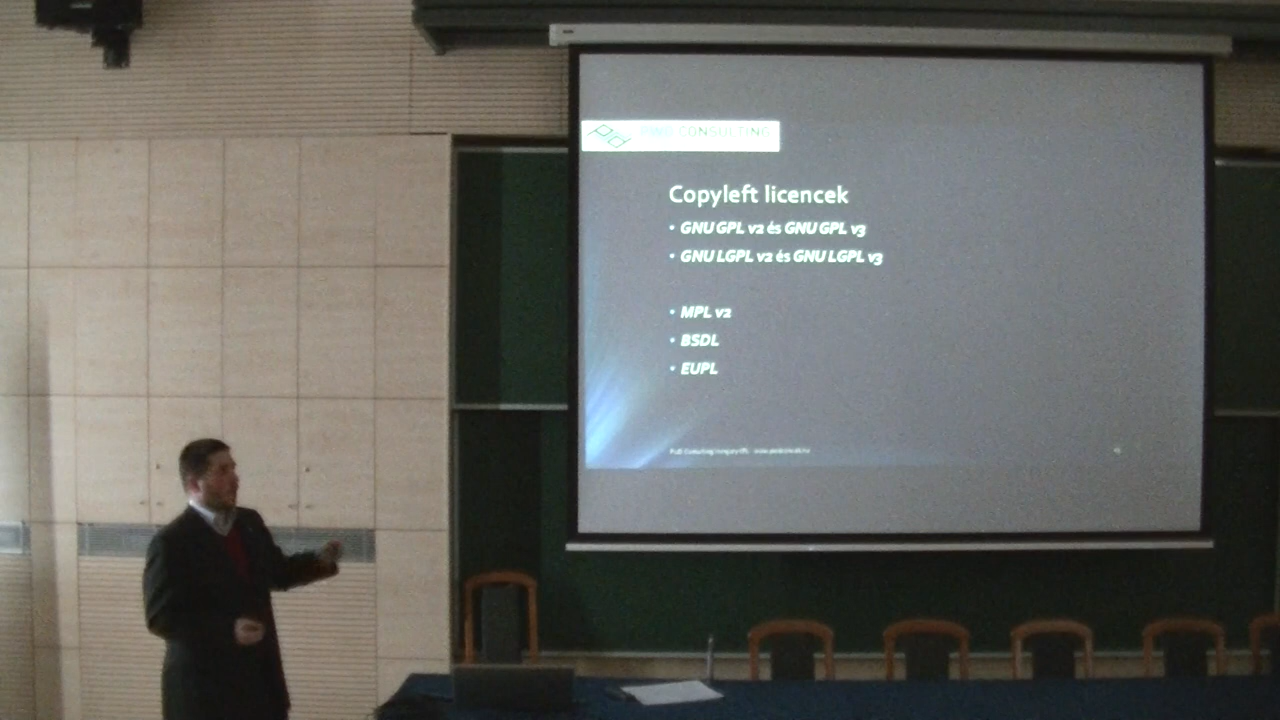 CONSULTING
Copyleft licencek
• GNU GPL v2 és GNU GPL v3
• GNU LGPL v2 és GNU LGPL v3
• MPL v2
• BSDL
• EUPL